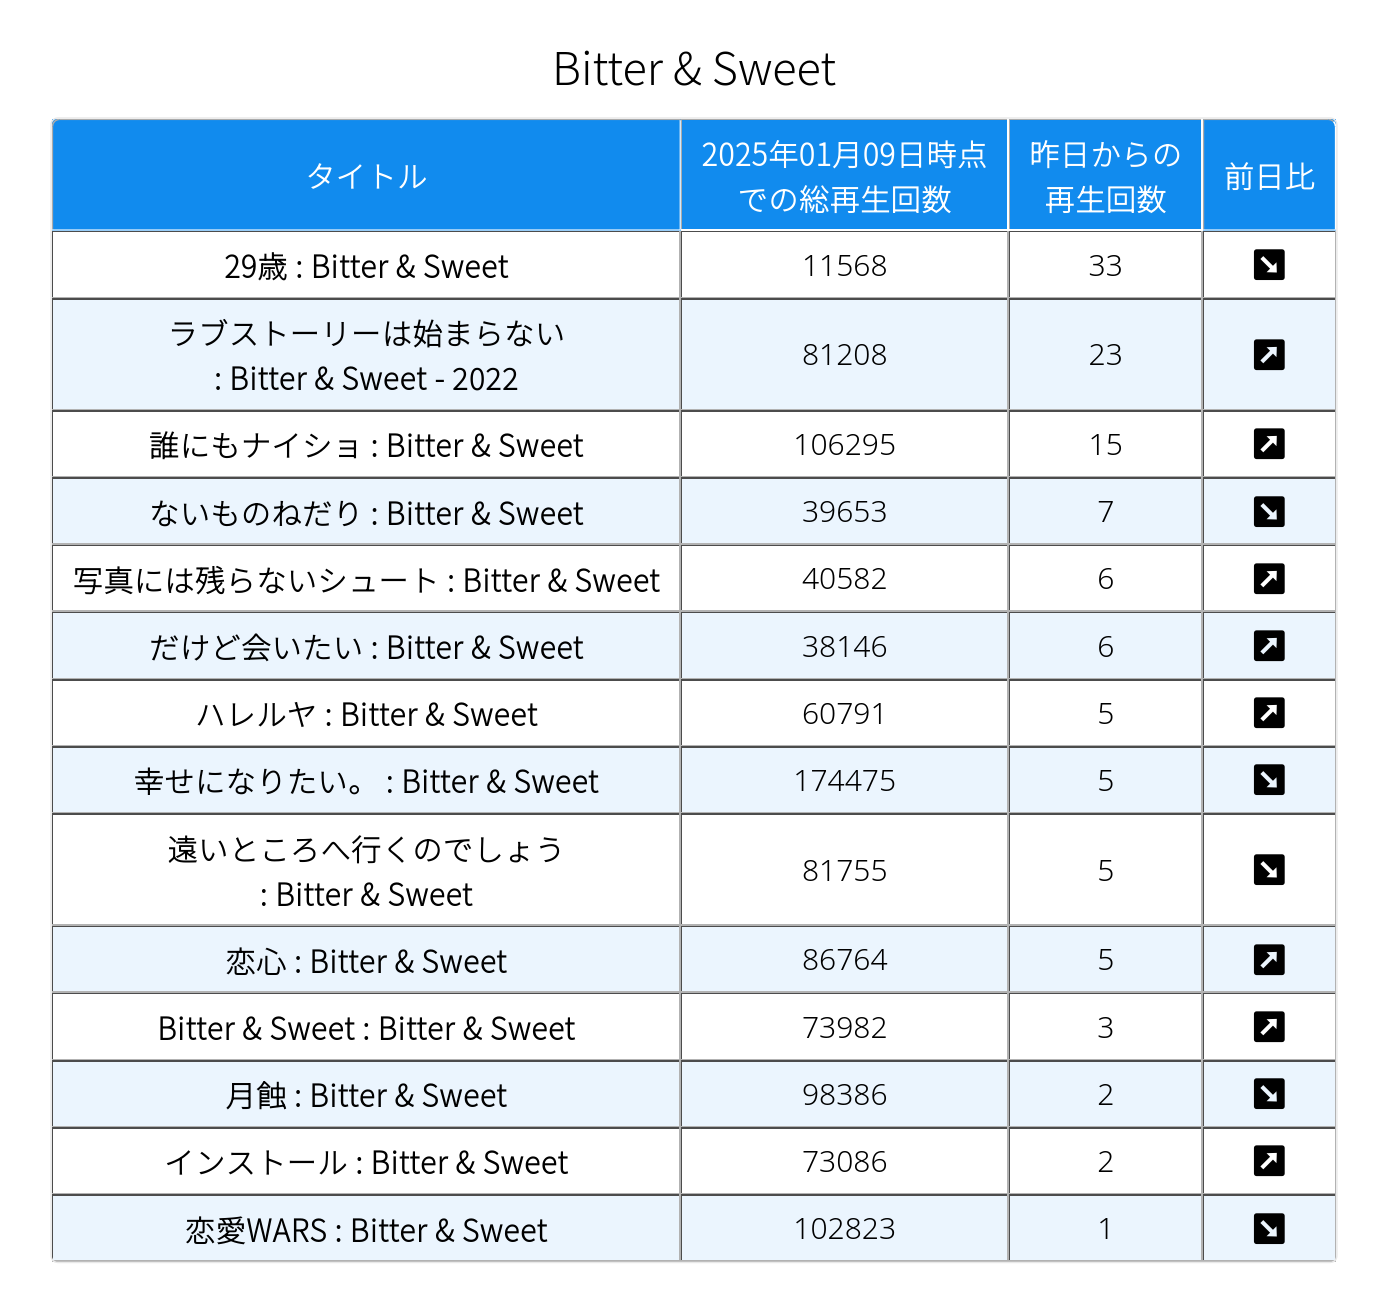 Bitter & Sweet
タイトル
2025年01月09日時点
での総再生回数
昨日からの
再生回数
前日比
29歳 : Bitter & Sweet 11568 33 ↘
ラブストーリーは始まらない
: Bitter & Sweet - 2022 81208 23 ↗
誰にもナイショ : Bitter & Sweet 106295 15 ↗
ないものねだり : Bitter & Sweet 39653 7 ↘
写真には残らないシュート : Bitter & Sweet 40582 6 ↗
だけど会いたい : Bitter & Sweet 38146 6 ↗
ハレルヤ : Bitter & Sweet 60791 5 ↗
幸せになりたい。 : Bitter & Sweet 174475 5 ↘
遠いところへ行くのでしょう
: Bitter & Sweet 81755 5 ↘
恋心 : Bitter & Sweet 86764 5 ↗
Bitter & Sweet : Bitter & Sweet 73982 3 ↗
月蝕 : Bitter & Sweet 98386 2 ↘
インストール : Bitter & Sweet 73086 2 ↗
恋愛WARS : Bitter & Sweet 102823 1 ↘